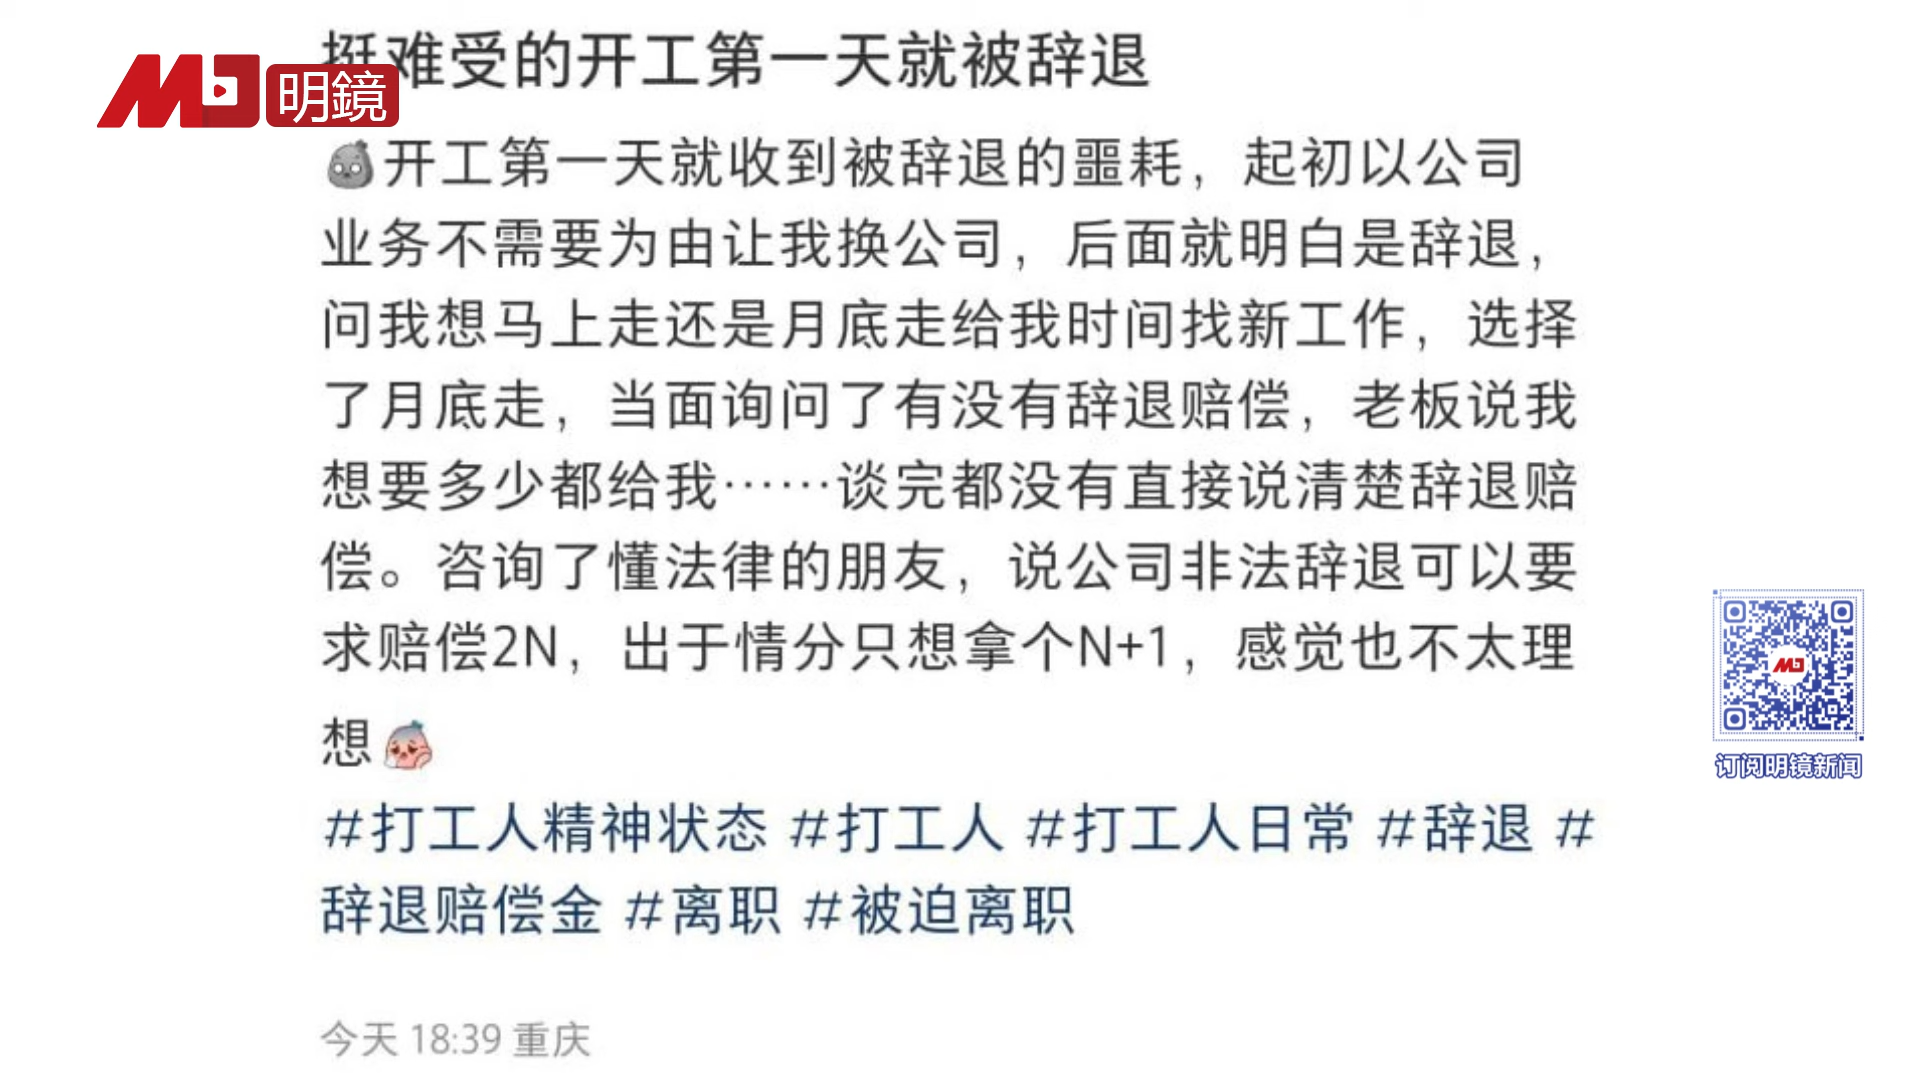 挺难受的开工第一天就被辞退
明鏡
开工第一天就收到被辞退的噩耗，起初以公司
业务不需要为由让我换公司，后面就明白是辞退，
问我想马上走还是月底走给我时间找新工作，选择
了月底走，当面询问了有没有辞退赔偿，老板说我
想要多少都给我……谈完都没有直接说清楚辞退赔
偿。咨询了懂法律的朋友，说公司非法辞退可以要
求赔偿2N，出于情分只想拿个N+1，感觉也不太理
想
#打工人精神状态 #打工人 #打工人日常 #辞退 #
辞退赔偿金 #离职 #被迫离职
今天 18:39 重庆
订阅明镜新闻